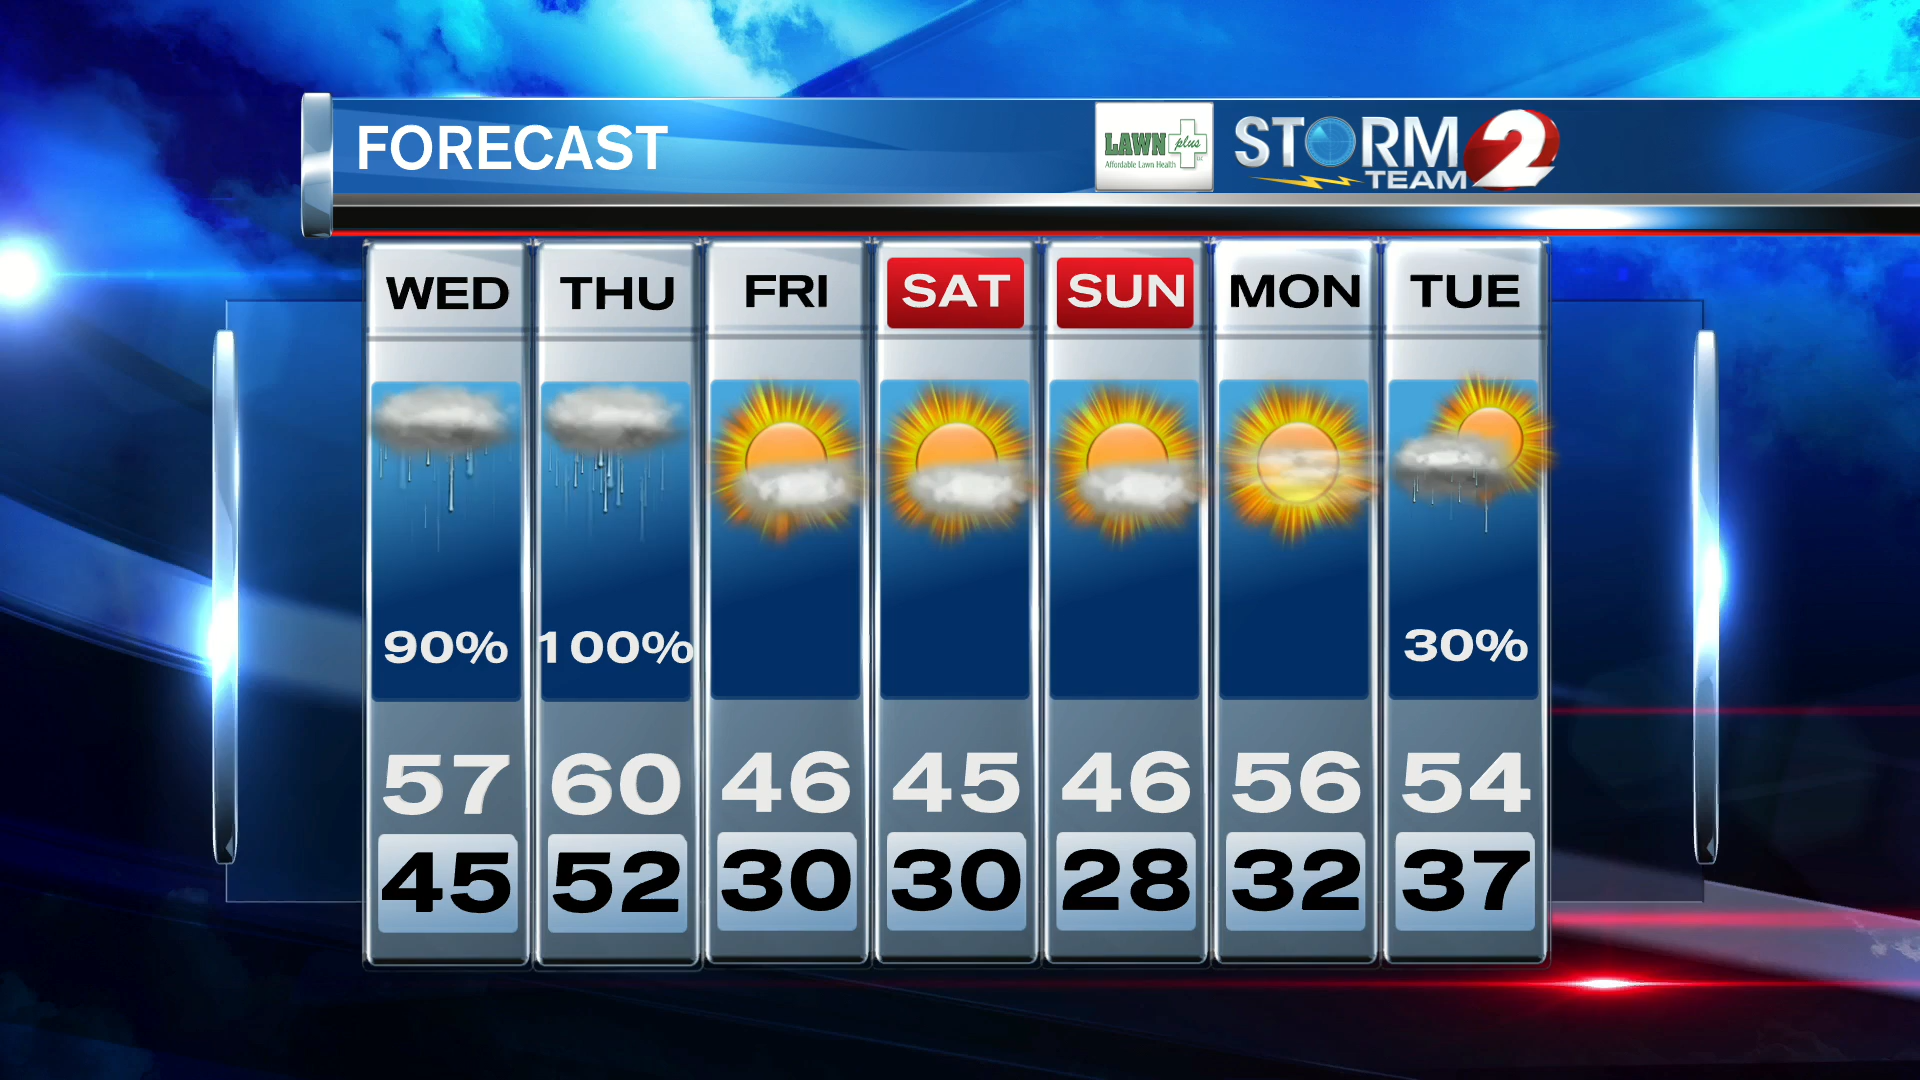 FORECAST
LAWN plus
Affordable Lawn Health
STORM
TEAM 2
WED THU FRI SAT SUN MON TUE
90% 100% 30%
57 60 46 45 46 56 54
45 52 30 30 28 32 37